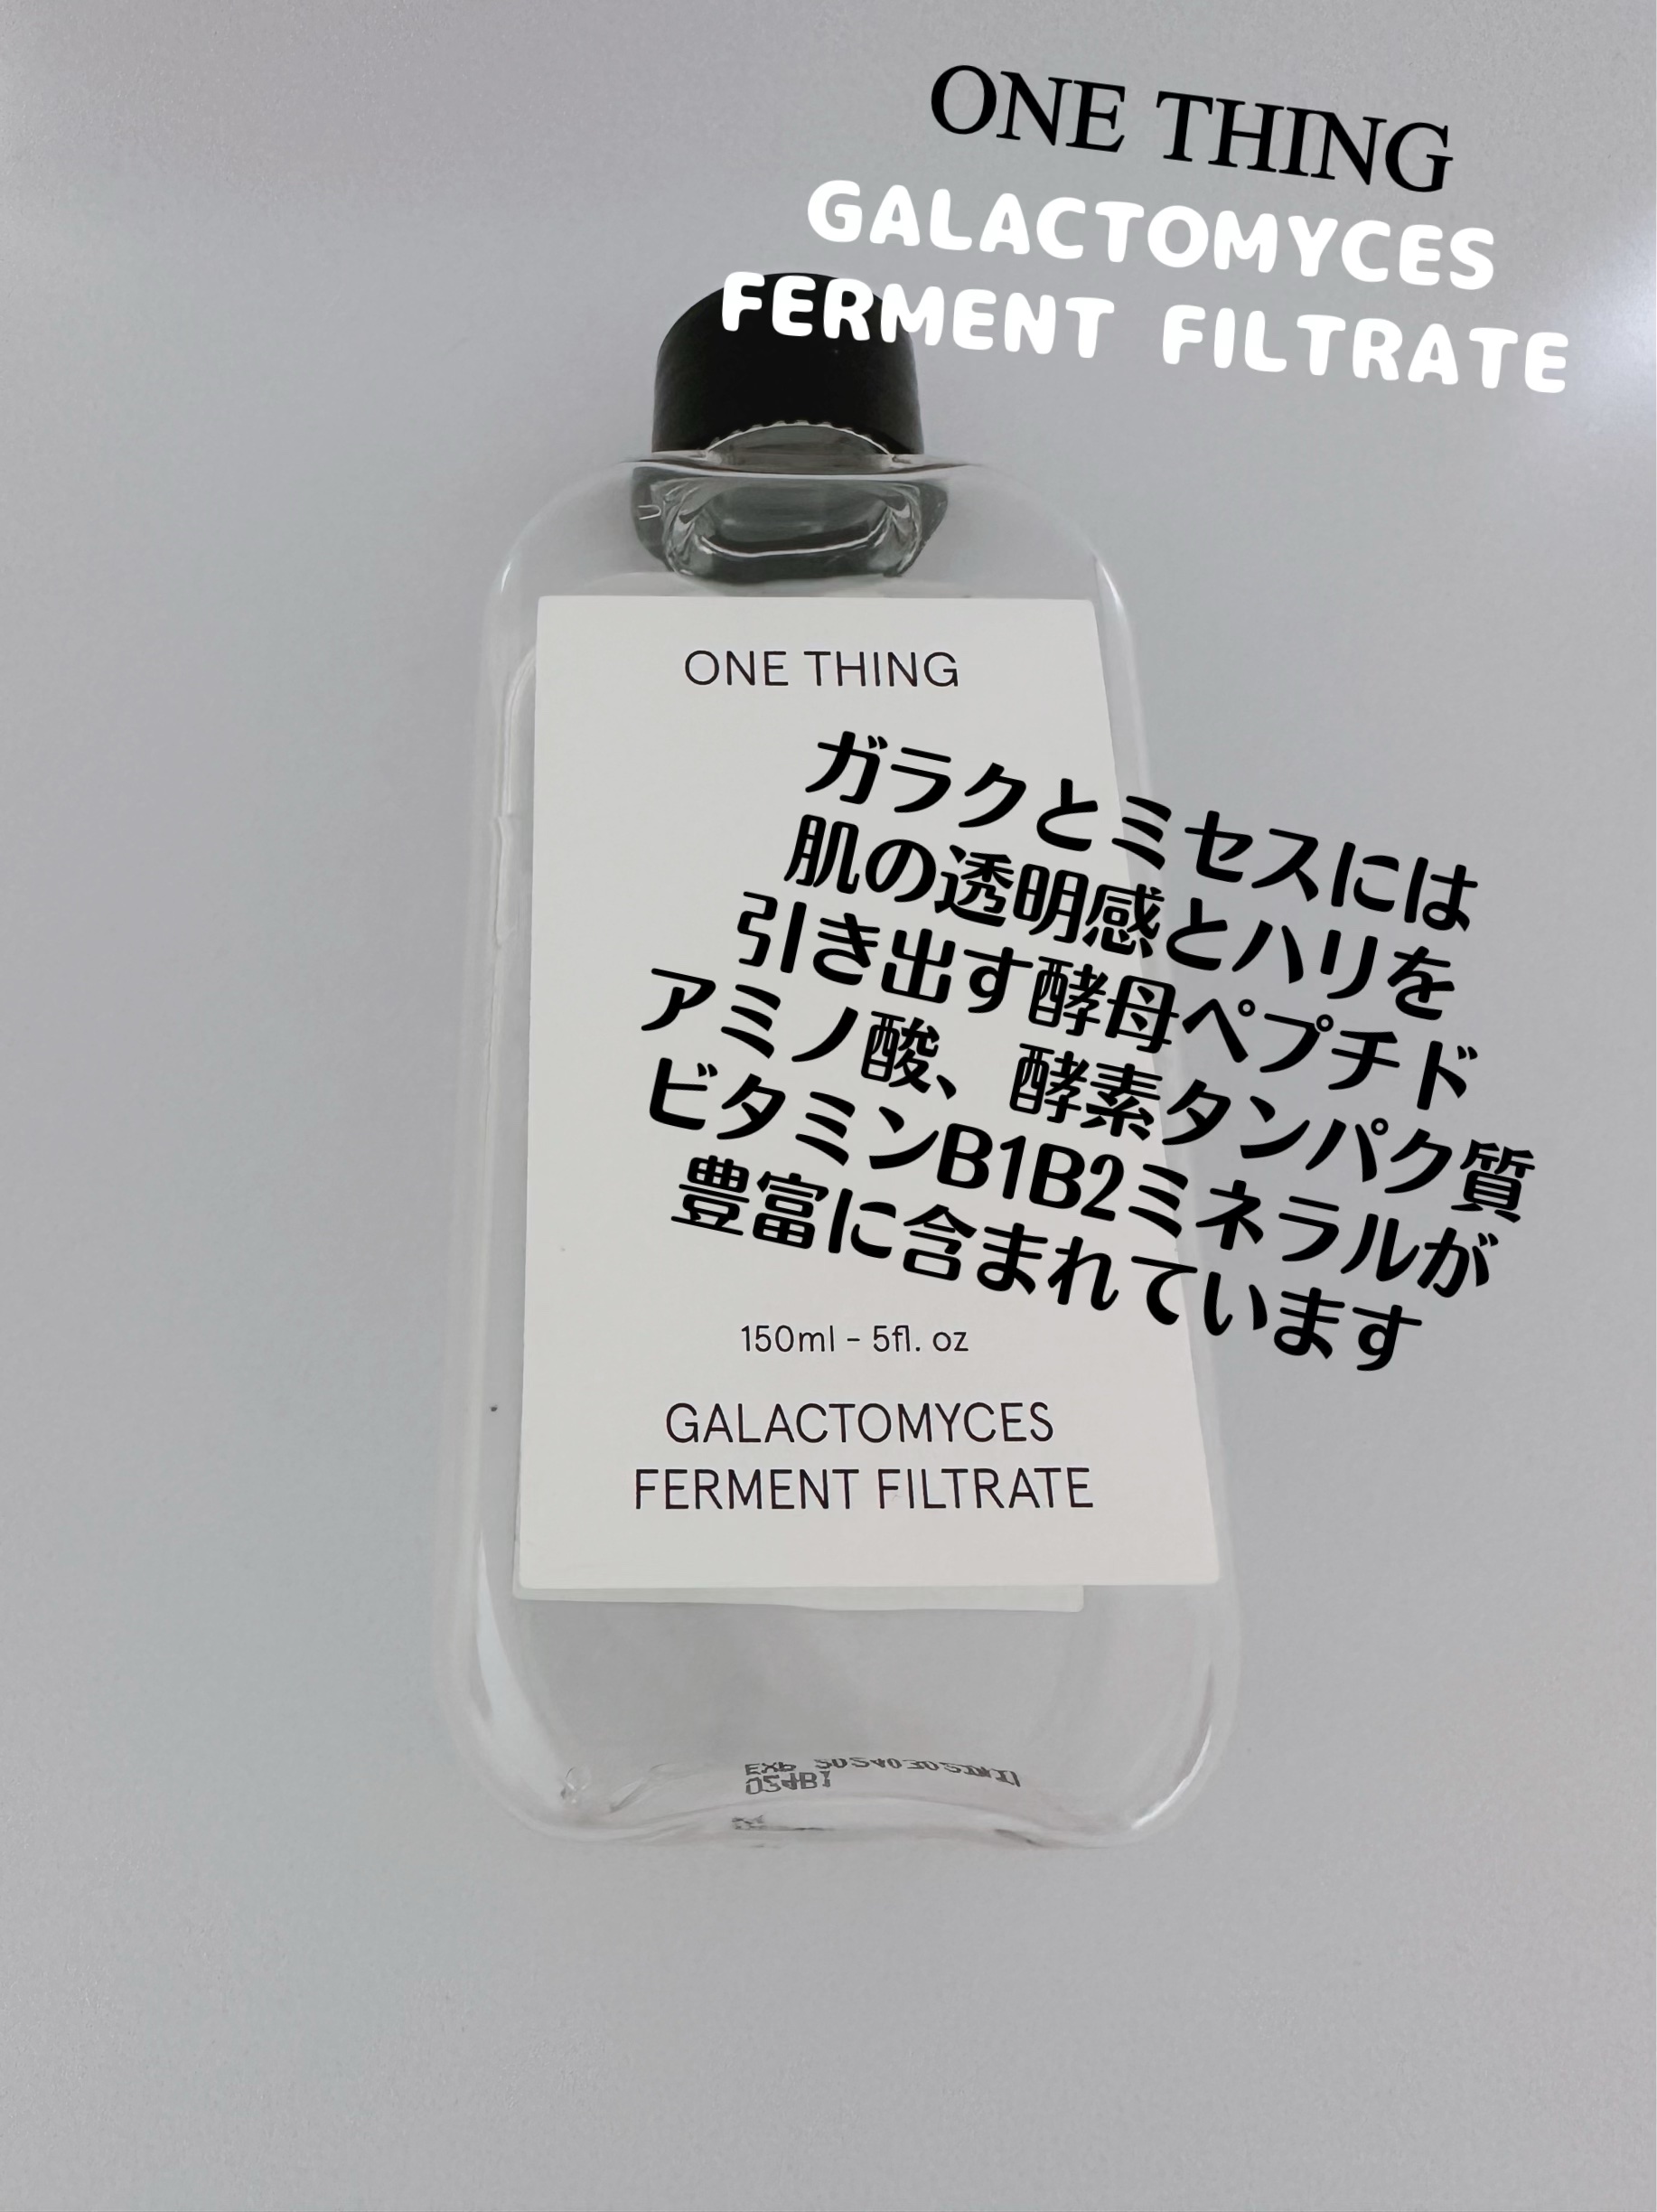 ONE THING
GALACTOMYCES
FERMENT FILTRATE
ONE THING
ガラクとミセスには
肌の透明感とハリを
引き出す酵母ペプチド
アミノ酸、酵素タンパク質
ビタミンB1B2ミネラルが
豊富に含まれています
150ml - 5fl. oz
GALACTOMYCES
FERMENT FILTRATE
EXP